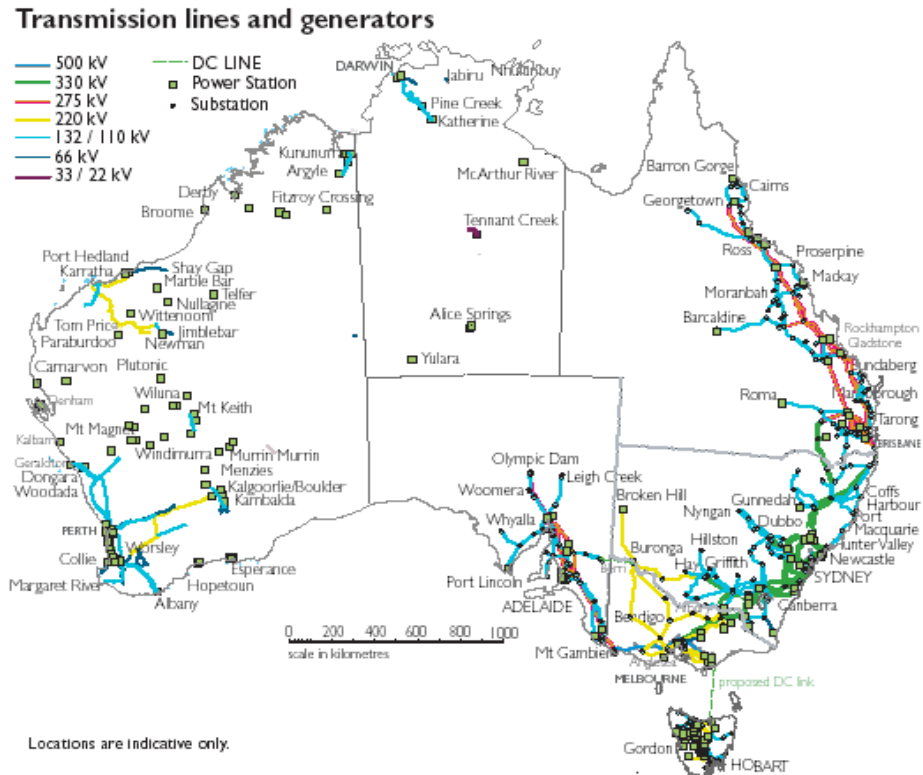 Transmission lines and generators
500 kV
330 kV
275 kV
220 kV
132 / 110 kV
66 kV
33 / 22 kV
DC LINE
Power Station
Substation
DARWIN
Jabiru
Nhulunbuy
Pine Creek
Katherine
Kununurra
Argyle
McArthur River
Derby
Broome
Fitzroy Crossing
Tennant Creek
Barron Gorge
Cairns
Georgetown
Ross
Proserpine
Mackay
Moranbah
Barcaldine
Rockhampton
Gladstone
Bundaberg
Maryborough
Roma
Tarong
BRISBANE
Port Hedland
Karratha
Shay Gap
Marble Bar
Telfer
Nullagine
Wittenoom
Tom Price
Jimblebar
Paraburdoo
Newman
Alice Springs
Yulara
Carnarvon
Plutonic
Denham
Wiluna
Mt Keith
Kalbarri
Mt Magnet
Windimurra
Murrin Murrin
Geraldton
Menzies
Dongara
Kalgoorlie/Boulder
Woodada
Kambalda
PERTH
Collie
Worsley
Margaret River
Esperance
Hopetoun
Albany
Olympic Dam
Leigh Creek
Woomera
Whyalla
Port Lincoln
ADELAIDE
Mt Gambier
Broken Hill
Buronga
Berri
Bendigo
Nyngan
Gunnedah
Dubbo
Hillston
Hay
Griffith
Coffs
Harbour
Port
Macquarie
Hunter Valley
Newcastle
SYDNEY
Canberra
Anglesea
MELBOURNE
proposed DC link
Gordon
HOBART
0 200 400 600 800 1000
scale in kilometres
Locations are indicative only.